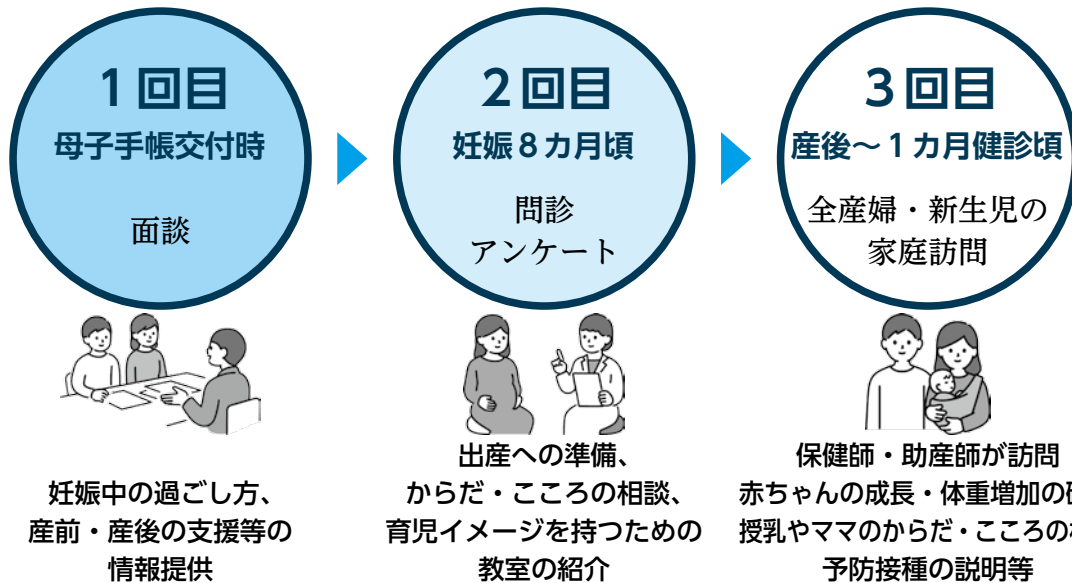 1回目
母子手帳交付時
面談
妊娠中の過ごし方、
産前・産後の支援等の
情報提供
2回目
妊娠8カ月頃
問診
アンケート
出産への準備、
からだ・こころの相談、
育児イメージを持つための
教室の紹介
3回目
産後〜1カ月健診頃
全産婦・新生児の
家庭訪問
保健師・助産師が訪問
赤ちゃんの成長・体重増加の
授乳やママのからだ・こころの
予防接種の説明等